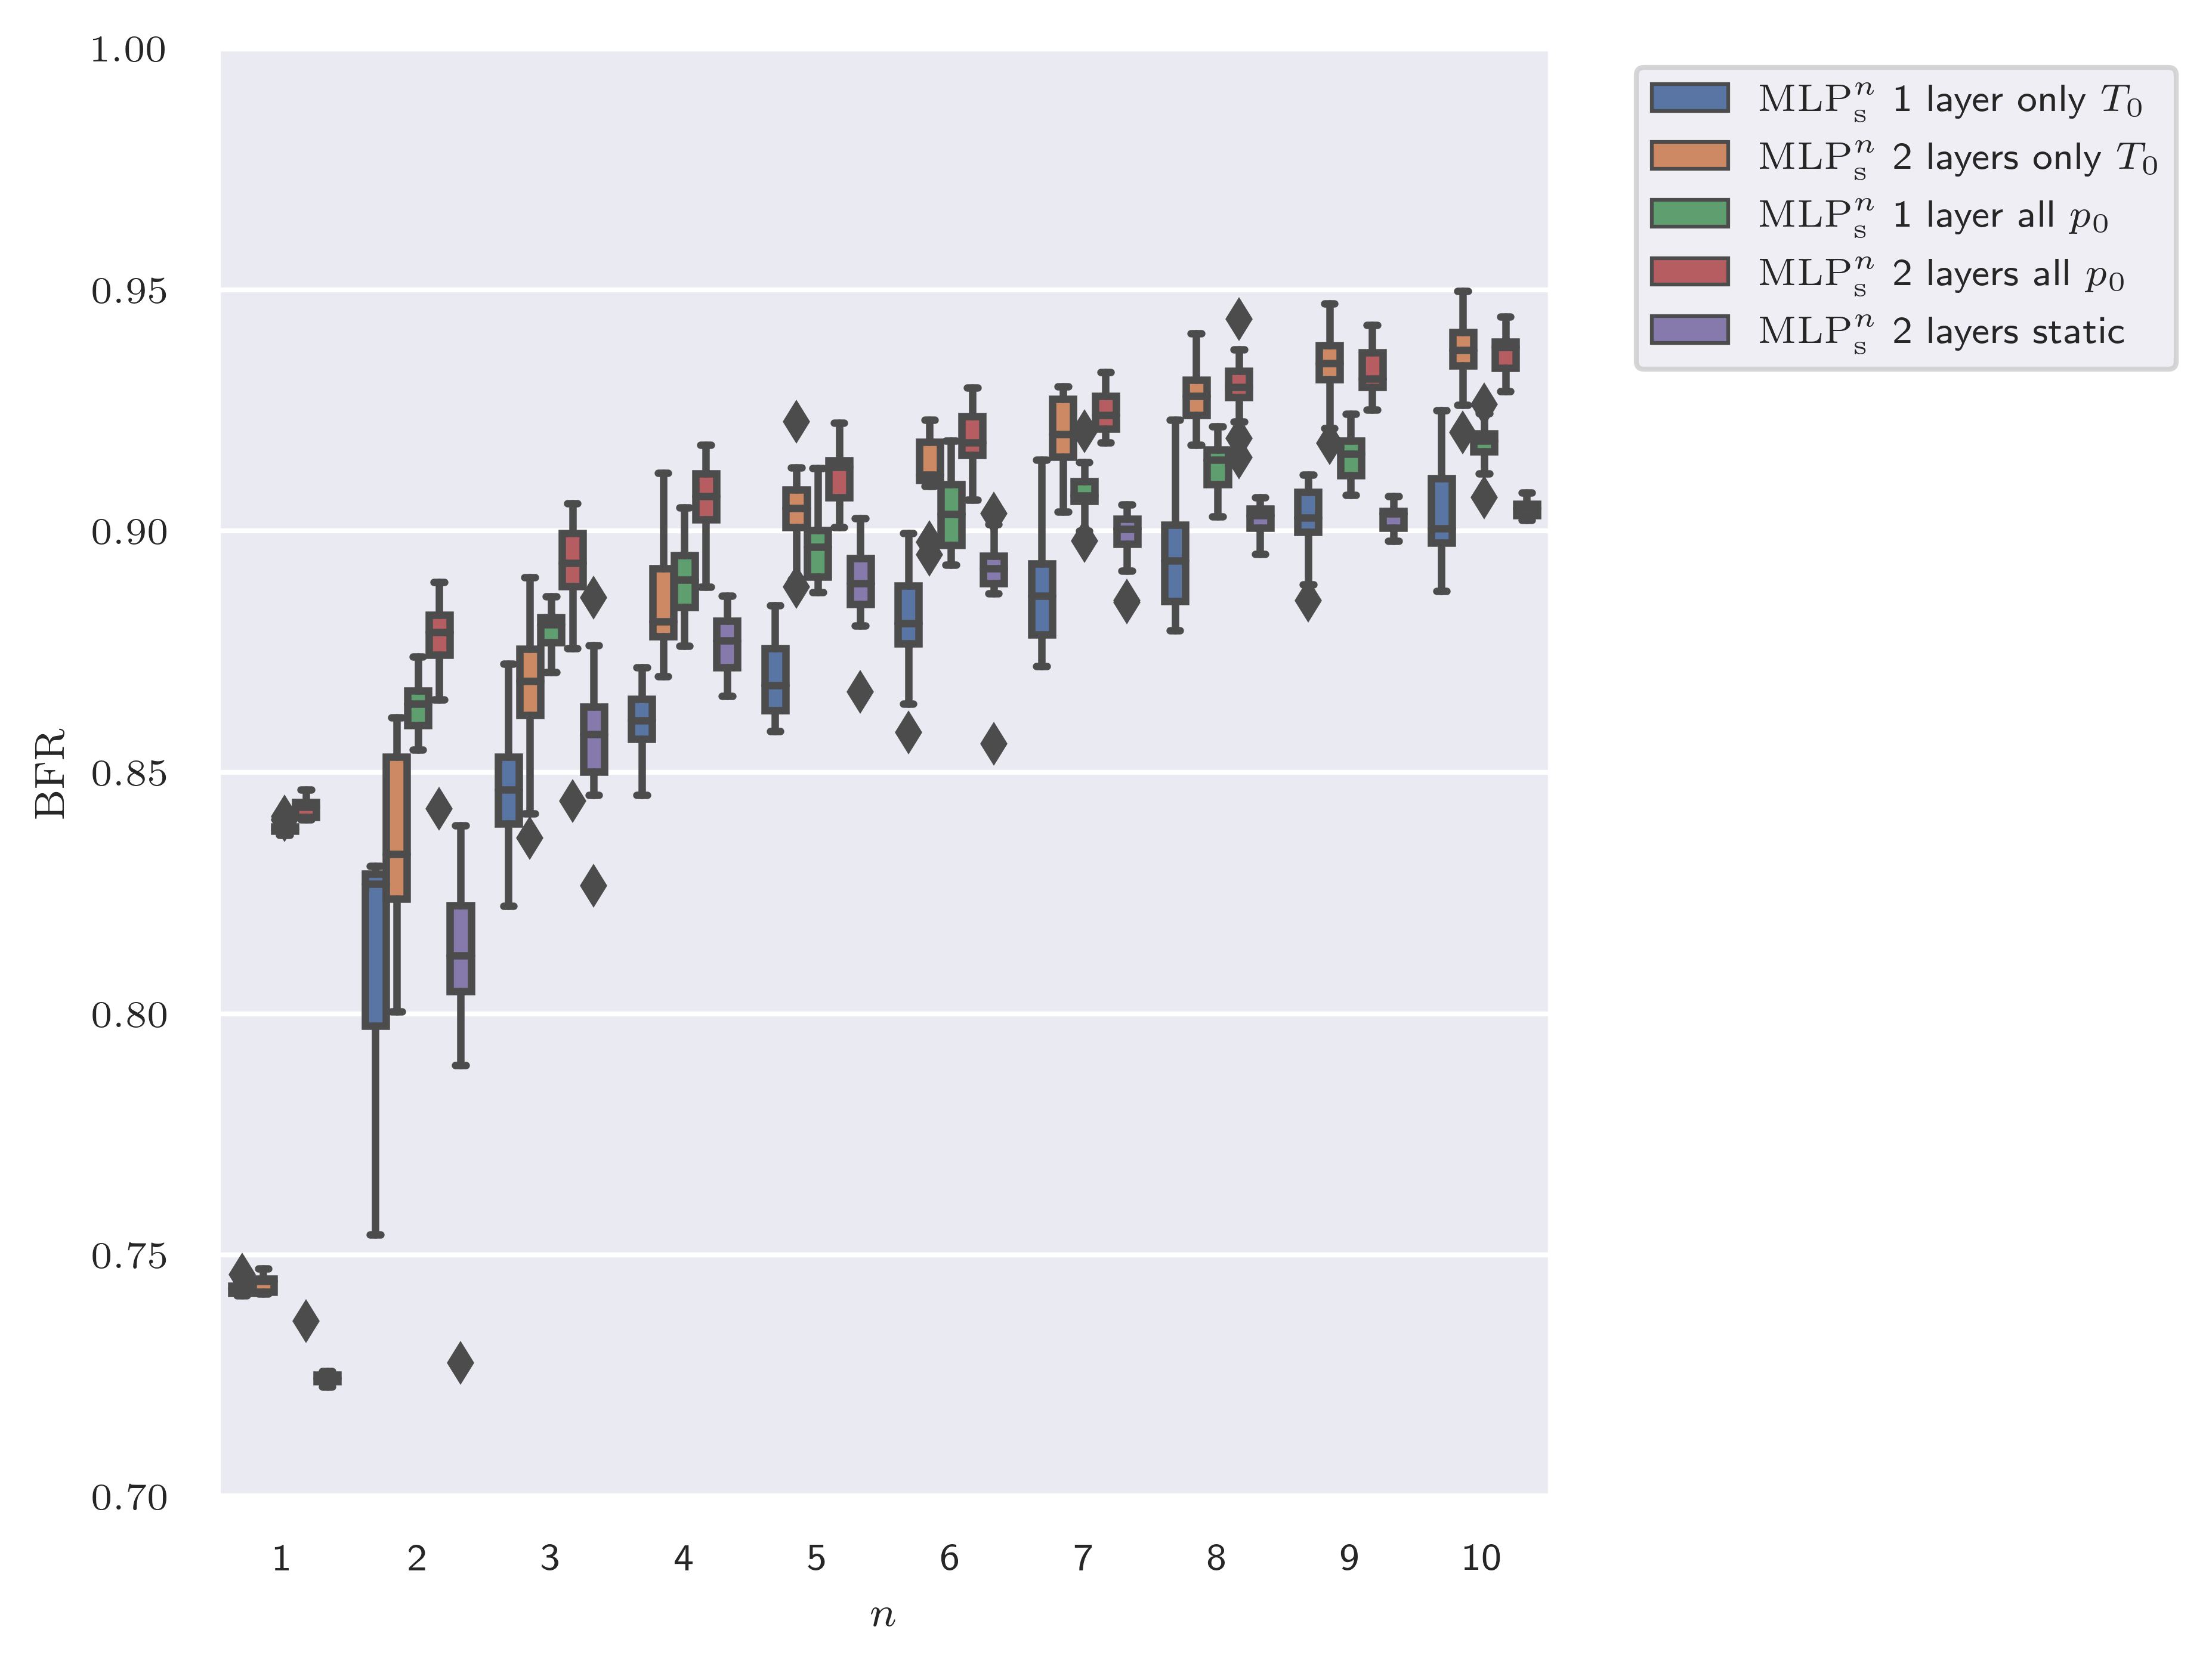 1.00
0.95
0.90
0.85
0.80
0.75
0.70
BFR
1 2 3 4 5 6 7 8 9 10
n
MLPₛⁿ 1 layer only T₀
MLPₛⁿ 2 layers only T₀
MLPₛⁿ 1 layer all p₀
MLPₛⁿ 2 layers all p₀
MLPₛⁿ 2 layers static